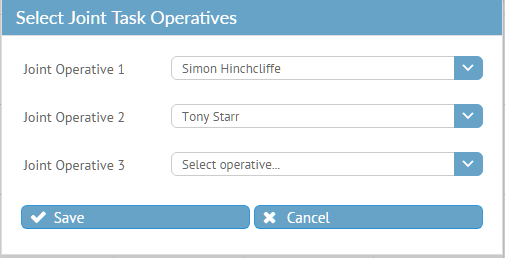 Select Joint Task Operatives
Joint Operative 1 Simon Hinchcliffe
Joint Operative 2 Tony Starr
Joint Operative 3 Select operative...
Save Cancel